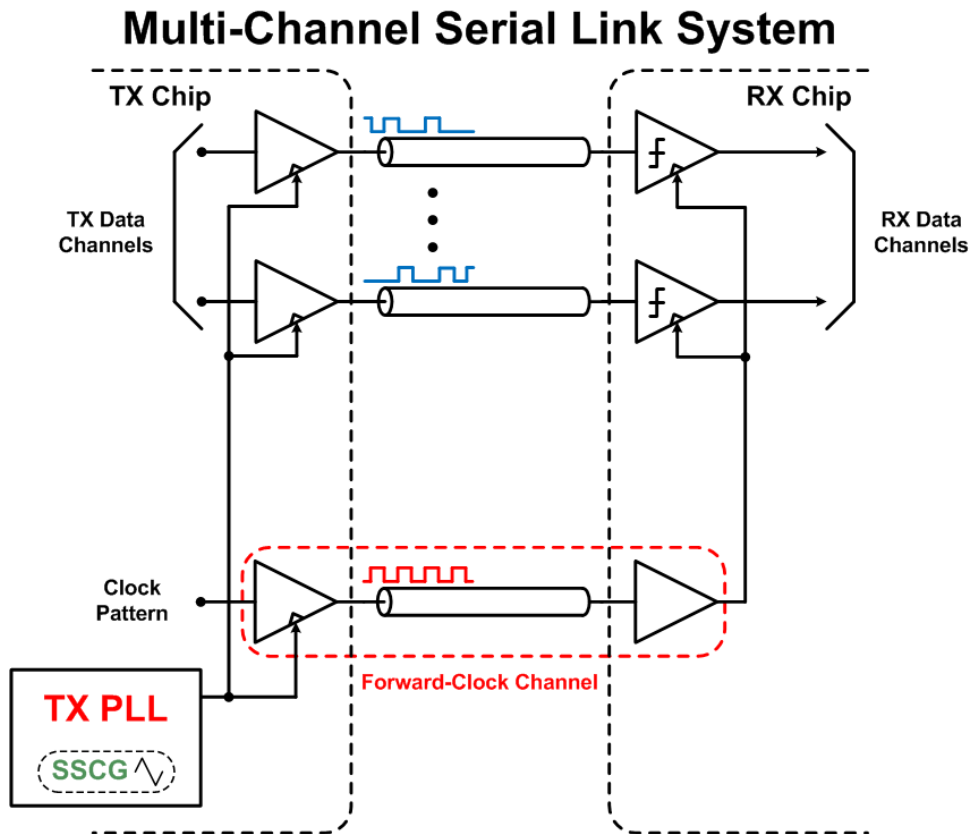 Multi-Channel Serial Link System
TX Chip
RX Chip
TX Data
Channels
RX Data
Channels
Clock
Pattern
Forward-Clock Channel
TX PLL
SSCG